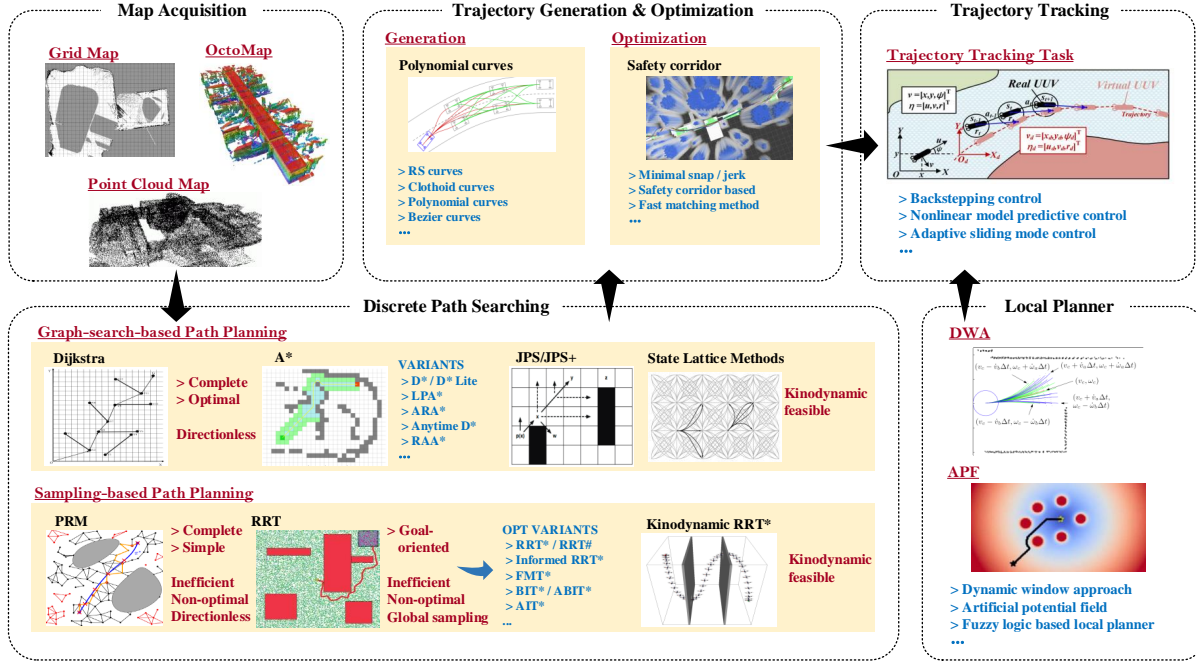 Map Acquisition
Grid Map
OctoMap
Point Cloud Map
Trajectory Generation & Optimization
Generation
Polynomial curves
> RS curves
> Clothoid curves
> Polynomial curves
> Bezier curves
...
Optimization
Safety corridor
> Minimal snap / jerk
> Safety corridor based
> Fast matching method
...
Trajectory Tracking
Trajectory Tracking Task
Real UUV
Virtual UUV
Trajectory
v=[x,y,ψ]ᵀ
η=[u,v,r]ᵀ
> Backstepping control
> Nonlinear model predictive control
> Adaptive sliding mode control
...
Discrete Path Searching
Graph-search-based Path Planning
Dijkstra
> Complete
> Optimal
Directionless
A*
VARIANTS
> D* / D* Lite
> LPA*
> ARA*
> Anytime D*
> RAA*
...
JPS/JPS+
State Lattice Methods
Kinodynamic
feasible
Sampling-based Path Planning
PRM
> Complete
> Simple
Inefficient
Non-optimal
Directionless
RRT
> Goal-
oriented
Inefficient
Non-optimal
Global sampling
OPT VARIANTS
> RRT* / RRT#
> Informed RRT*
> FMT*
> BIT* / ABIT*
> AIT*
...
Kinodynamic RRT*
Kinodynamic
feasible
Local Planner
DWA
APF
> Dynamic window approach
> Artificial potential field
> Fuzzy logic based local planner
...